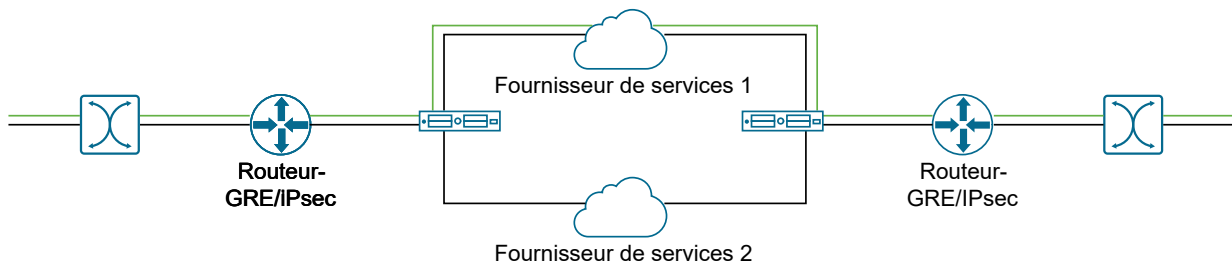 Fournisseur de services 1
Routeur-
GRE/IPsec
Routeur-
GRE/IPsec
Fournisseur de services 2